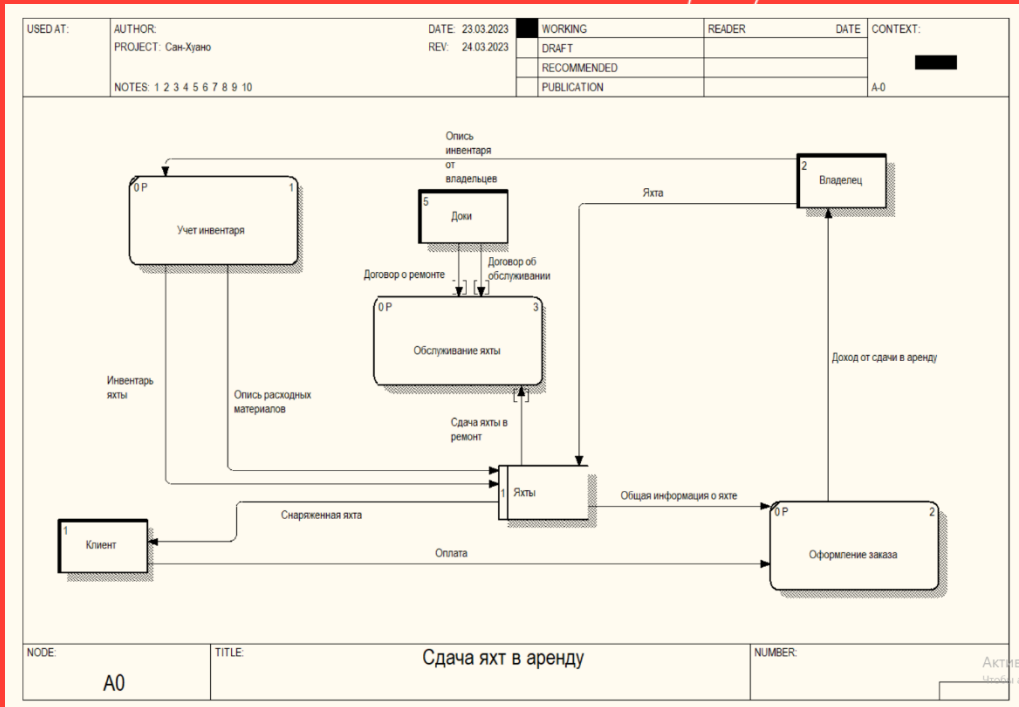 USED AT:
AUTHOR:
DATE: 23.03.2023
WORKING
READER
DATE
CONTEXT:
PROJECT: Сан-Хуано
REV: 24.03.2023
DRAFT
RECOMMENDED
NOTES: 1 2 3 4 5 6 7 8 9 10
PUBLICATION
A-0
Опись
инвентаря
от
владельцев
0 P
1
Учет инвентаря
5
Доки
2
Владелец
Яхта
Договор о ремонте
Договор об
обслуживании
0 P
3
Обслуживание яхты
Доход от сдачи в аренду
Инвентарь
яхты
Опись расходных
материалов
Сдача яхты в
ремонт
1
Яхты
Общая информация о яхте
Снаряженная яхта
1
Клиент
Оплата
0 P
2
Оформление заказа
NODE:
A0
TITLE:
Сдача яхт в аренду
NUMBER: